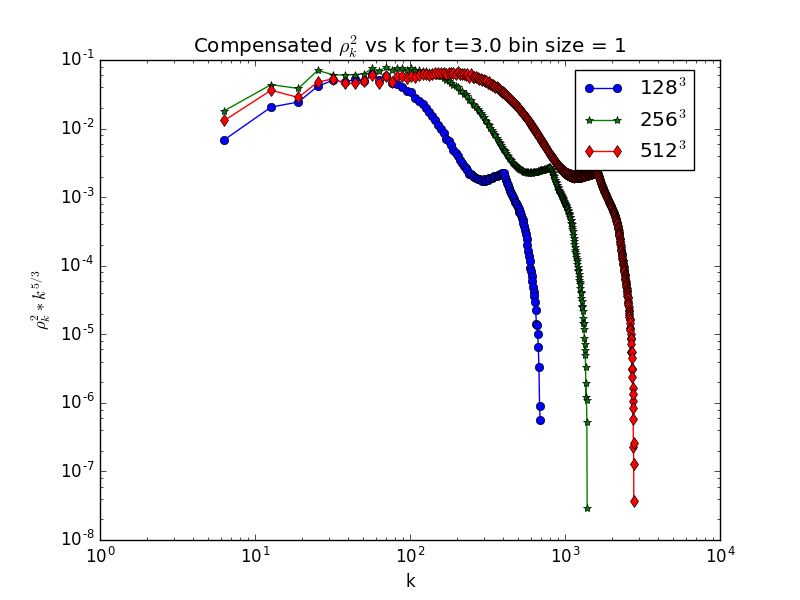 Compensated ρ_k^2 vs k for t=3.0 bin size = 1
10^-1
10^-2
10^-3
10^-4
10^-5
10^-6
10^-7
10^-8
ρ_k^2 * k^5/3
128^3
256^3
512^3
10^0 10^1 10^2 10^3 10^4
k